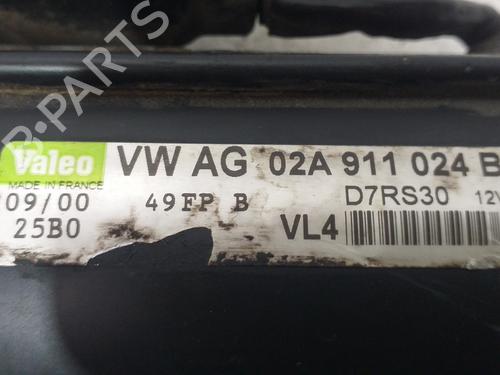 Valeo VW AG 02A 911 024 B
MADE IN FRANCE
09/00 49FP B D7RS30 12V
25B0 VL4
B-PARTS